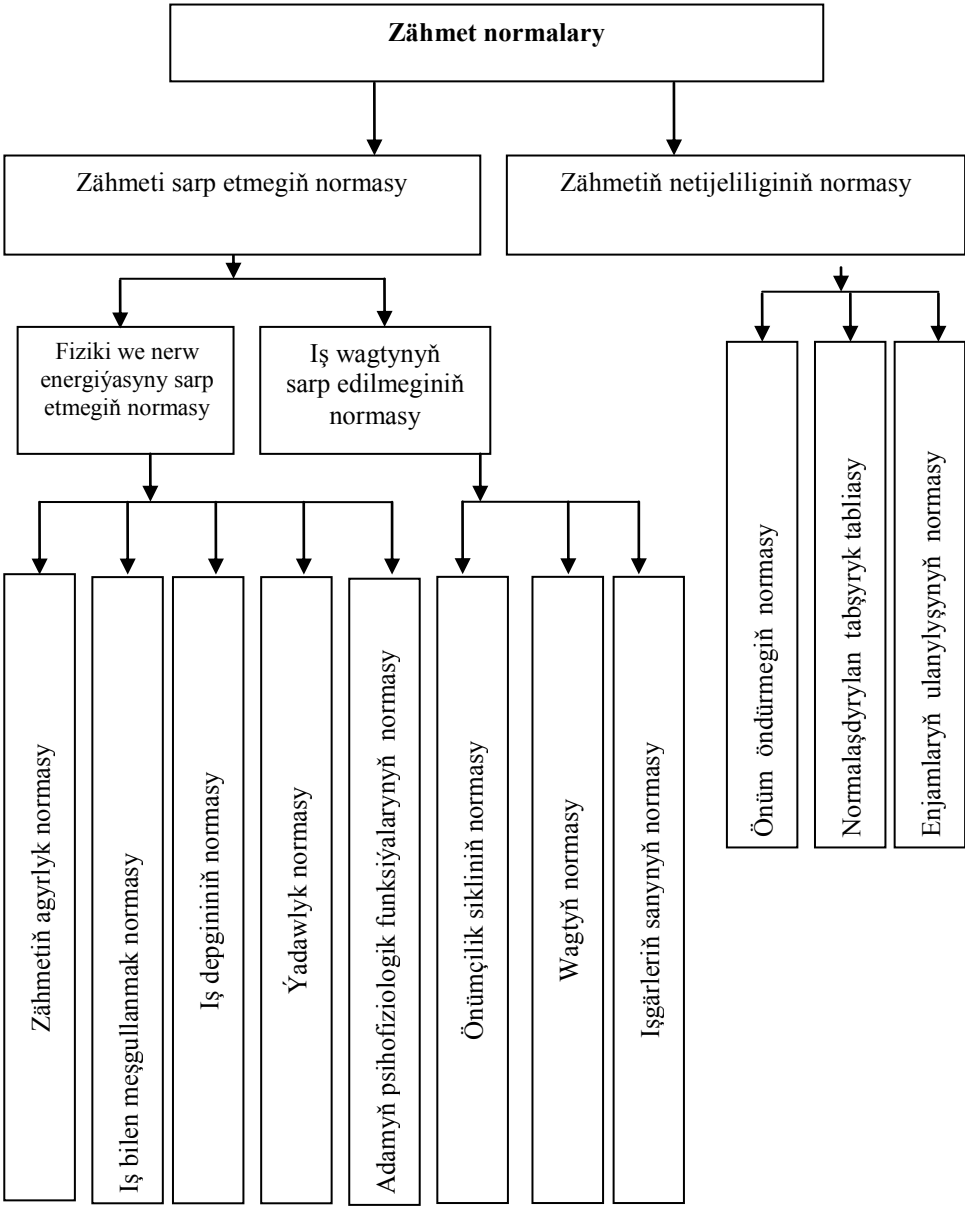 Zähmet normalary
Zähmeti sarp etmegiň normasy
Zähmetiň netijeliliginiň normasy
Fiziki we nerw
energiýasyny sarp
etmegiň normasy
Iş wagtynyň
sarp edilmeginiň
normasy
Zähmetiň agyrlyk normasy
Iş bilen meşgullanmak normasy
Iş depgininiň normasy
Ýadawlyk normasy
Adamyň psihofiziologik funksiýalarynyň normasy
Önümçilik sikliniň normasy
Wagtyň normasy
Işgärleriň sanynyň normasy
Önüm öndürmegiň normasy
Normalaşdyrylan tabşyryk tabliasy
Enjamlaryň ulanylyşynyň normasy